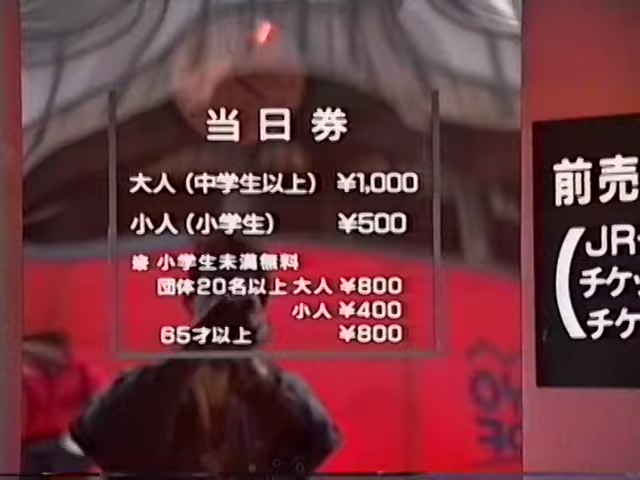 当日券
大人（中学生以上） ¥1,000
小人（小学生） ¥500
※ 小学生未満無料
団体20名以上 大人 ¥800
小人 ¥400
65才以上 ¥800
前売
(JR
チケッ
チケ